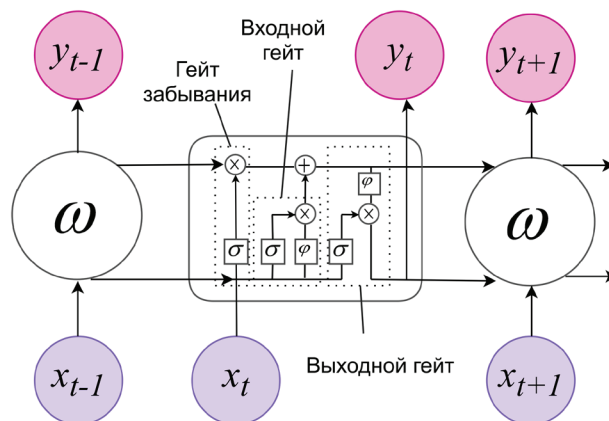 Входной
гейт
y_{t-1}
y_t
y_{t+1}
Гейт
забывания
×
+
φ
ω
×
×
ω
σ
σ
φ
σ
Выходной гейт
x_{t-1}
x_t
x_{t+1}